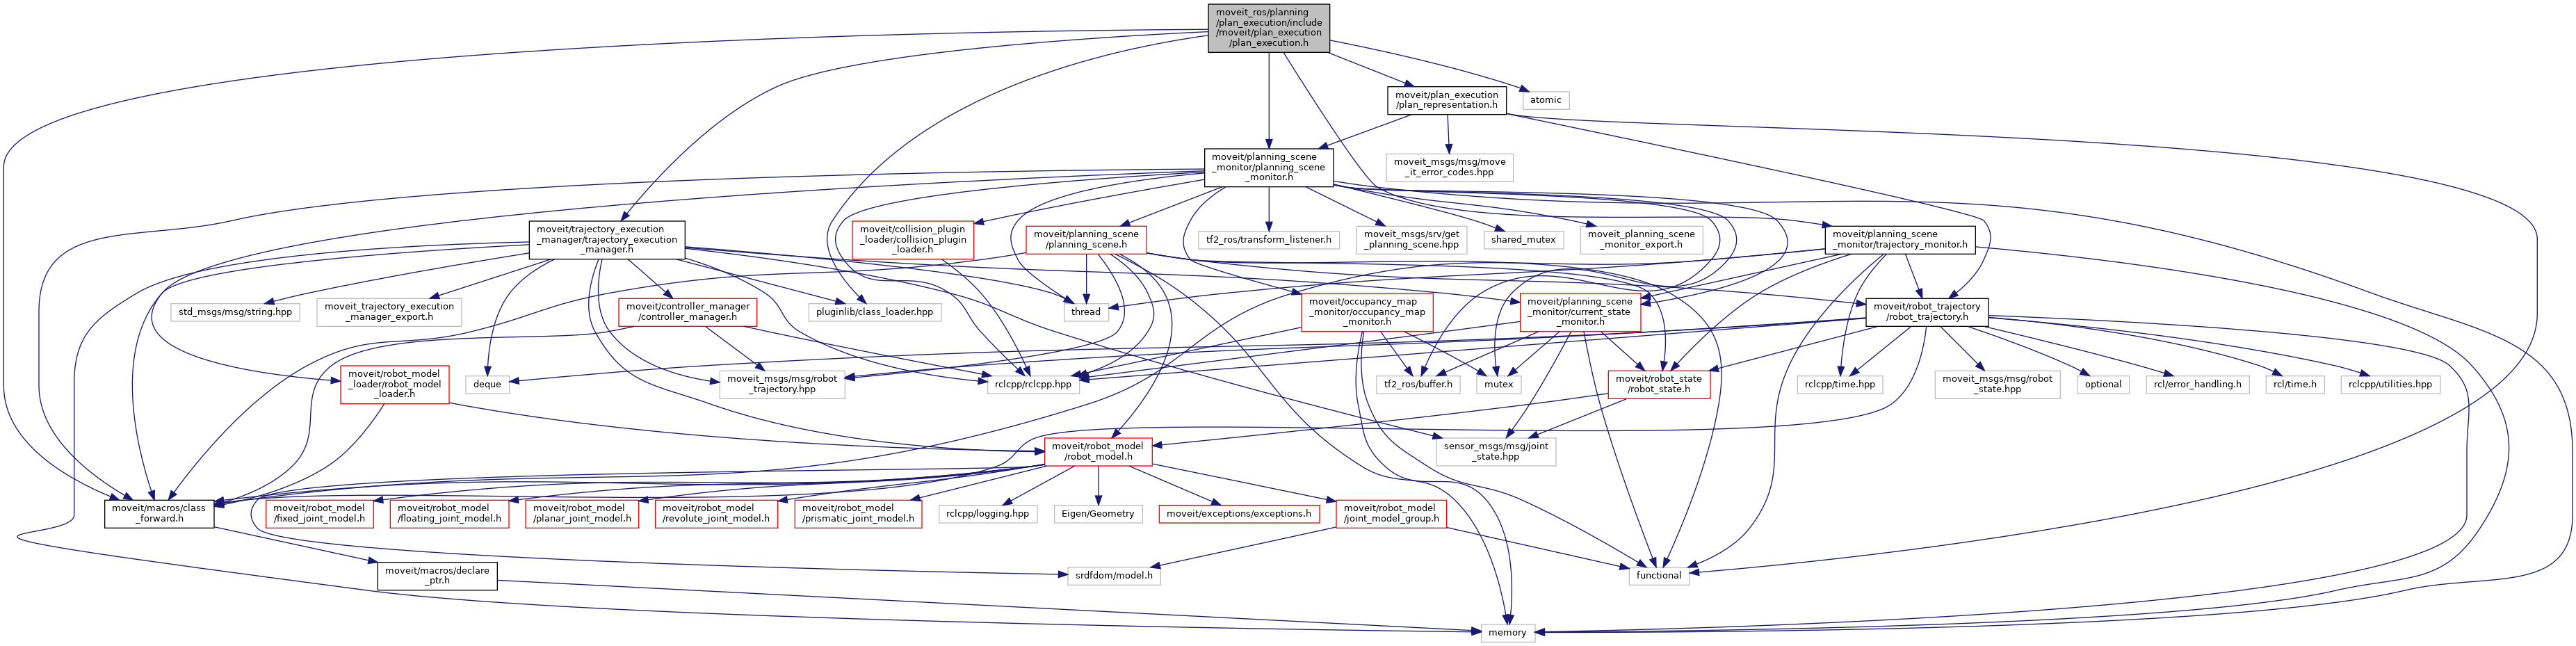 moveit_ros/planning
/plan_execution/include
/moveit/plan_execution
/plan_execution.h
moveit/plan_execution
/plan_representation.h
atomic
moveit/planning_scene
_monitor/planning_scene
_monitor.h
moveit_msgs/msg/move
_it_error_codes.hpp
moveit/trajectory_execution
_manager/trajectory_execution
_manager.h
moveit/collision_plugin
_loader/collision_plugin
_loader.h
moveit/planning_scene
/planning_scene.h
tf2_ros/transform_listener.h
moveit_msgs/srv/get
_planning_scene.hpp
shared_mutex
moveit_planning_scene
_monitor_export.h
moveit/planning_scene
_monitor/trajectory_monitor.h
std_msgs/msg/string.hpp
moveit_trajectory_execution
_manager_export.h
moveit/controller_manager
/controller_manager.h
pluginlib/class_loader.hpp
thread
moveit/occupancy_map
_monitor/occupancy_map
_monitor.h
moveit/planning_scene
_monitor/current_state
_monitor.h
moveit/robot_trajectory
/robot_trajectory.h
moveit/robot_model
_loader/robot_model
_loader.h
deque
moveit_msgs/msg/robot
_trajectory.hpp
rclcpp/rclcpp.hpp
tf2_ros/buffer.h
mutex
moveit/robot_state
/robot_state.h
rclcpp/time.hpp
moveit_msgs/msg/robot
_state.hpp
optional
rcl/error_handling.h
rcl/time.h
rclcpp/utilities.hpp
moveit/robot_model
/robot_model.h
sensor_msgs/msg/joint
_state.hpp
moveit/macros/class
_forward.h
moveit/robot_model
/fixed_joint_model.h
moveit/robot_model
/floating_joint_model.h
moveit/robot_model
/planar_joint_model.h
moveit/robot_model
/revolute_joint_model.h
moveit/robot_model
/prismatic_joint_model.h
rclcpp/logging.hpp
Eigen/Geometry
moveit/exceptions/exceptions.h
moveit/robot_model
/joint_model_group.h
moveit/macros/declare
_ptr.h
srdfdom/model.h
functional
memory